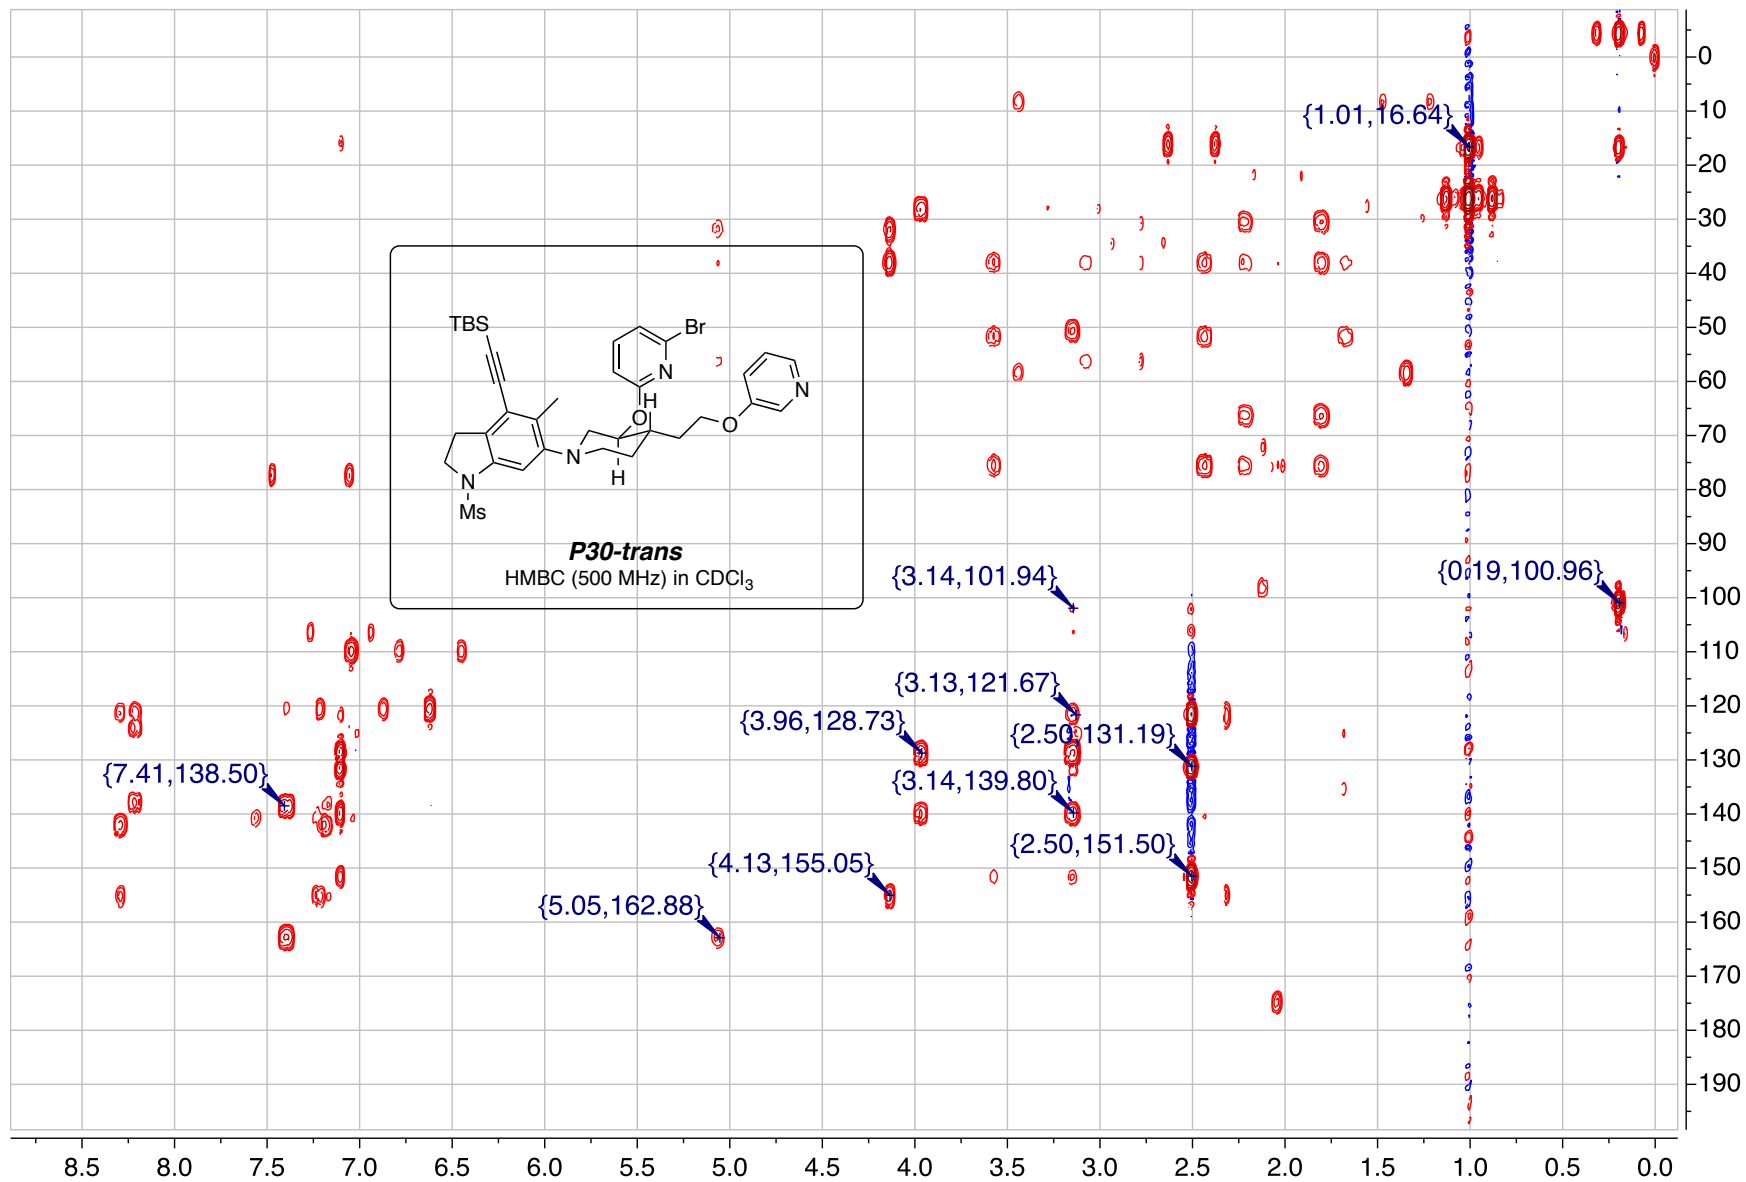 0
10
{1.01,16.64}
20
30
40
50
TBS
Br
N
N
60
H
O
O
70
N
H
N
80
Ms
P30-trans
90
HMBC (500 MHz) in CDCl₃
{3.14,101.94}
{0.19,100.96}
100
110
{3.13,121.67}
120
{3.96,128.73}
{2.50,131.19}
130
{7.41,138.50}
{3.14,139.80}
140
{2.50,151.50}
150
{4.13,155.05}
{5.05,162.88}
160
170
180
190
8.5 8.0 7.5 7.0 6.5 6.0 5.5 5.0 4.5 4.0 3.5 3.0 2.5 2.0 1.5 1.0 0.5 0.0